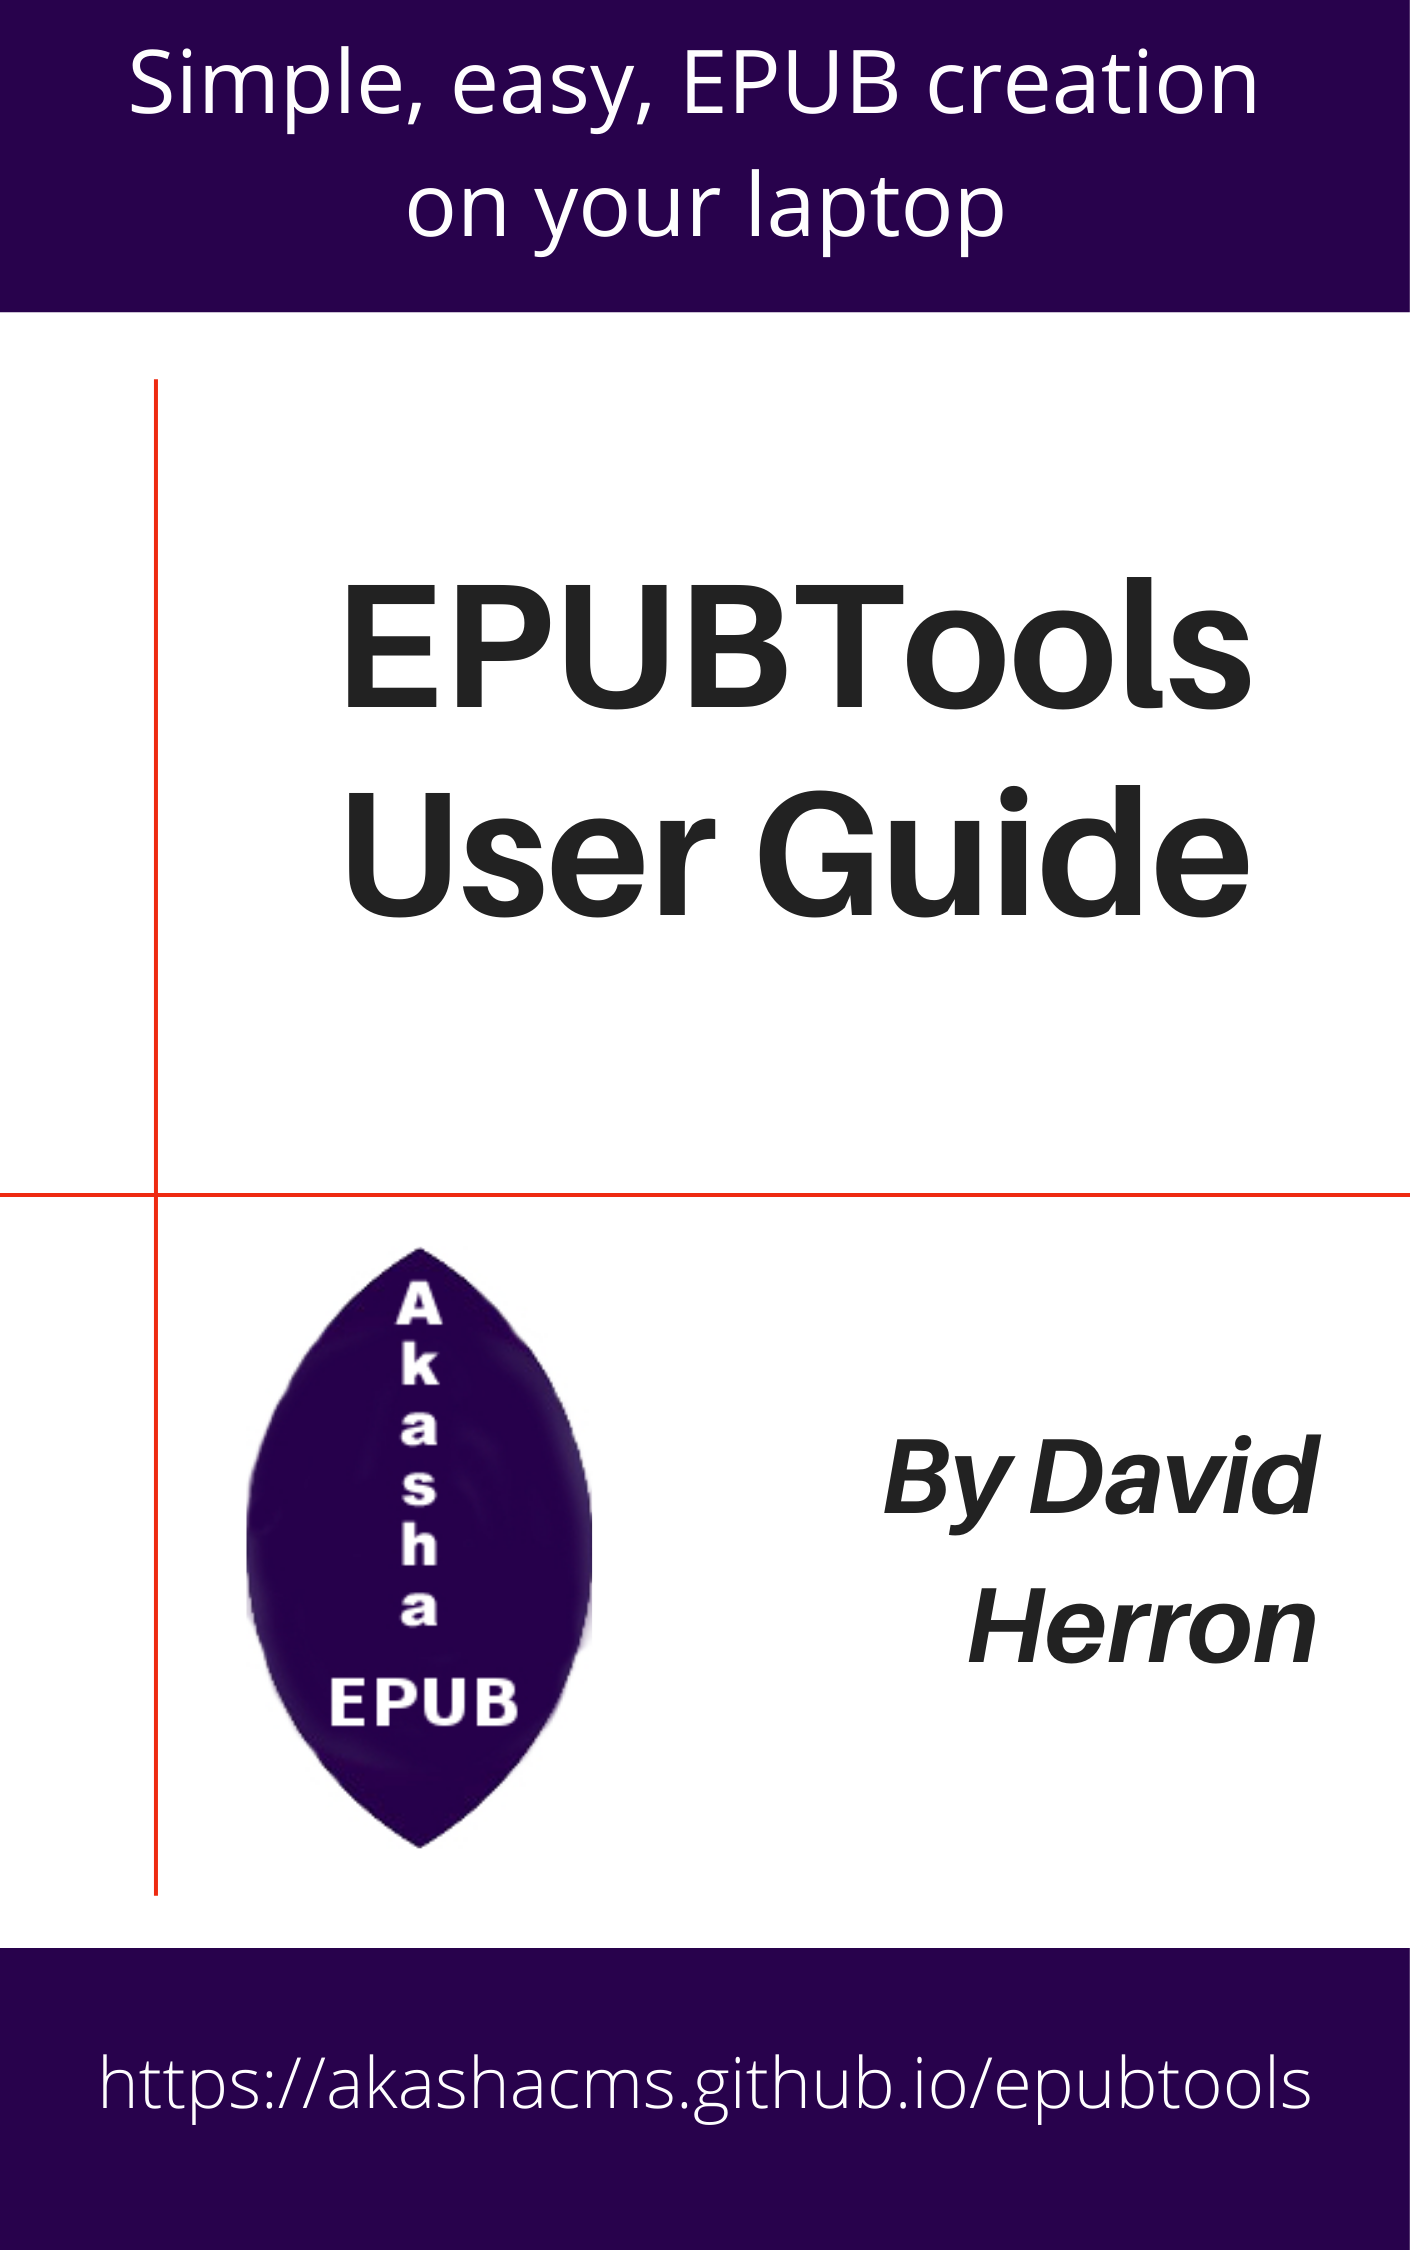 Simple, easy, EPUB creation
on your laptop
EPUBTools
User Guide
A
k
a
s
h
a
EPUB
By David
Herron
https://akashacms.github.io/epubtools